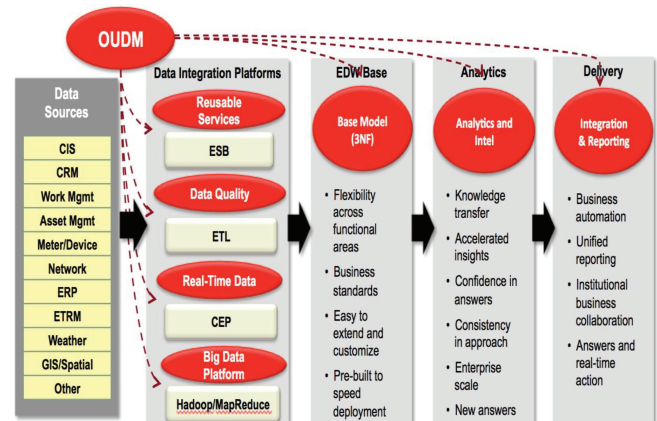 OUDM
Data
Sources
CIS
CRM
Work Mgmt
Asset Mgmt
Meter/Device
Network
ERP
ETRM
Weather
GIS/Spatial
Other
Data Integration Platforms
Reusable
Services
ESB
Data Quality
ETL
Real-Time Data
CEP
Big Data
Platform
Hadoop/MapReduce
EDW/Base
Base Model
(3NF)
• Flexibility
across
functional
areas
• Business
standards
• Easy to
extend and
customize
• Pre-built to
speed
deployment
Analytics
Analytics and
Intel
• Knowledge
transfer
• Accelerated
insights
• Confidence in
answers
• Consistency
in approach
• Enterprise
scale
• New answers
Delivery
Integration
& Reporting
• Business
automation
• Unified
reporting
• Institutional
business
collaboration
• Answers and
real-time
action